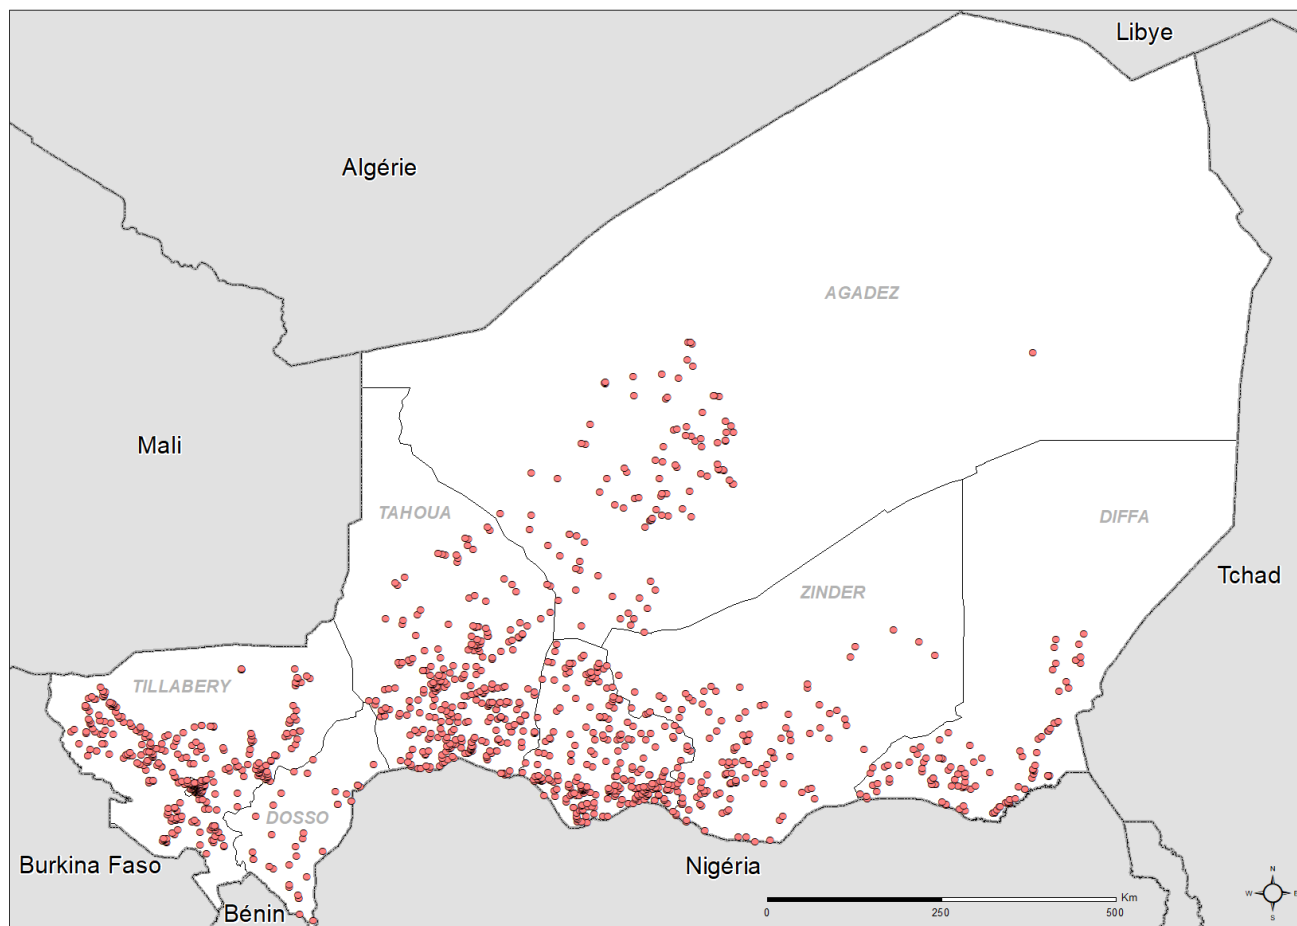 Libye
Algérie
AGADEZ
Mali
TAHOUA
DIFFA
Tchad
ZINDER
TILLABERY
DOSSO
Burkina Faso
Nigéria
Bénin
Km
0
250
500
N
W
E
S